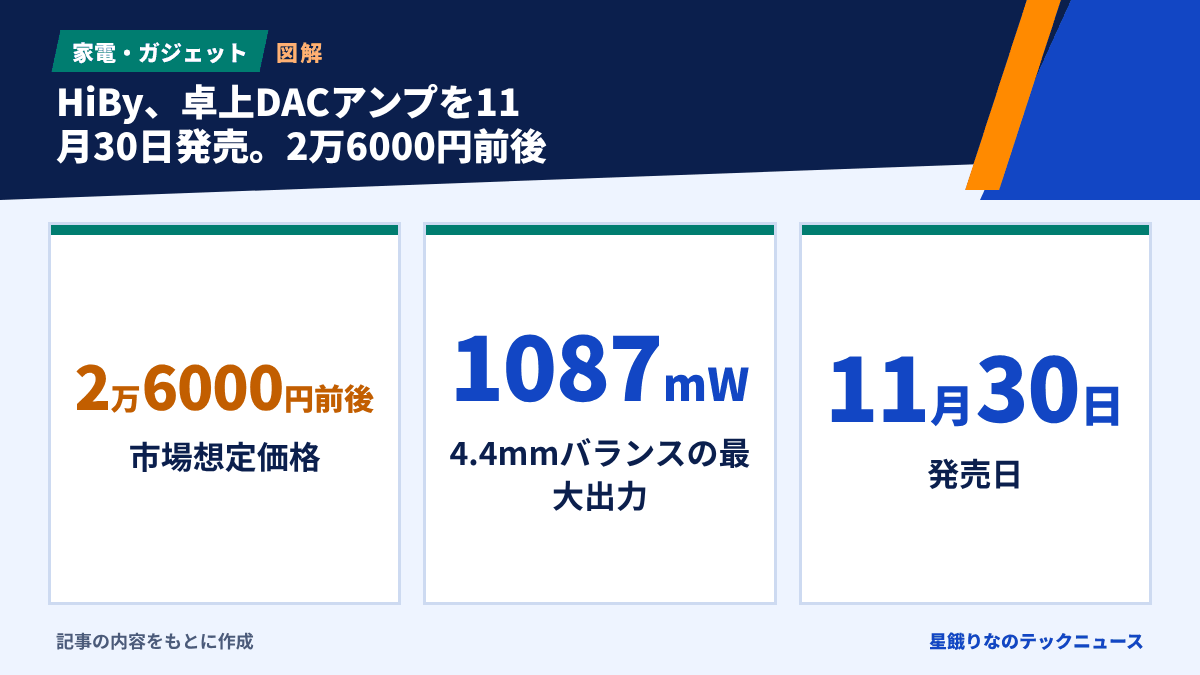 家電・ガジェット 図解
HiBy、卓上DACアンプを11
月30日発売。2万6000円前後
2万6000円前後
市場想定価格
1087mW
4.4mmバランスの最
大出力
11月30日
発売日
記事の内容をもとに作成
星餓りなのテックニュース